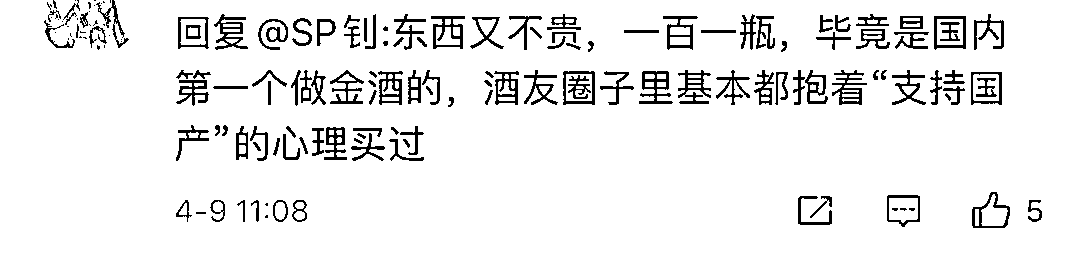 回复@SP钊:东西又不贵，一百一瓶，毕竟是国内
第一个做金酒的，酒友圈子里基本都抱着“支持国
产”的心理买过
4-9 11:08
5